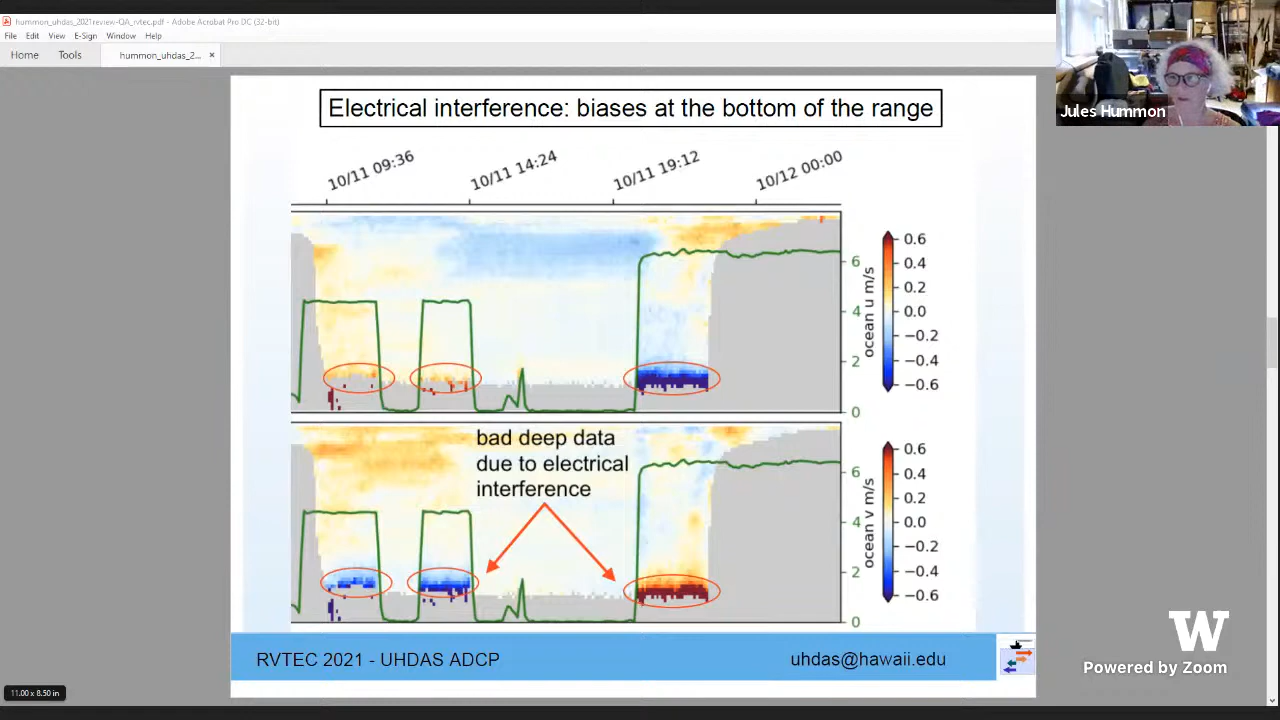 hummon_uhdas_2021review-QA_rvtec.pdf - Adobe Acrobat Pro DC (32-bit)
File Edit View E-Sign Window Help
Home Tools hummon_uhdas_2... ×
Jules Hummon
Electrical interference: biases at the bottom of the range
10/11 09:36 10/11 14:24 10/11 19:12 10/12 00:00
6
4
2
0
ocean u m/s
0.6
0.4
0.2
0.0
−0.2
−0.4
−0.6
bad deep data
due to electrical
interference
6
4
2
0
ocean v m/s
0.6
0.4
0.2
0.0
−0.2
−0.4
−0.6
RVTEC 2021 - UHDAS ADCP uhdas@hawaii.edu
W
Powered by Zoom
11.00 x 8.50 in